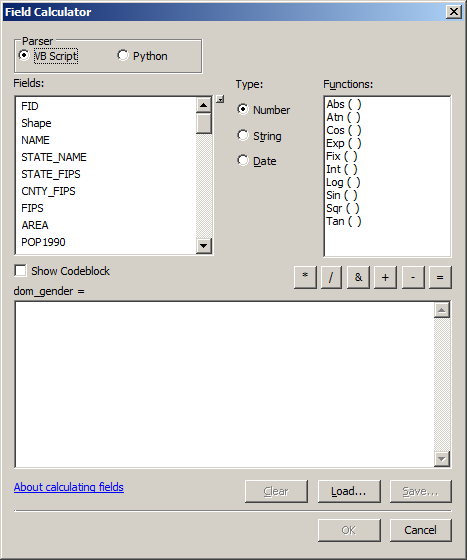 Field Calculator
Parser
VB Script
Python
Fields:
Type:
Functions:
FID
Shape
NAME
STATE_NAME
STATE_FIPS
CNTY_FIPS
FIPS
AREA
POP1990
Number
String
Date
Abs ( )
Atn ( )
Cos ( )
Exp ( )
Fix ( )
Int ( )
Log ( )
Sin ( )
Sqr ( )
Tan ( )
Show Codeblock
* / & + - =
dom_gender =
About calculating fields
Clear
Load...
Save...
OK
Cancel